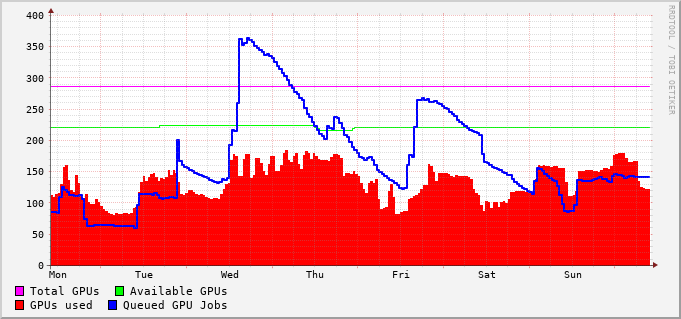 400
350
300
250
200
150
100
50
0
Mon Tue Wed Thu Fri Sat Sun
Total GPUs Available GPUs
GPUs used Queued GPU Jobs
RRDTOOL / TOBI OETIKER